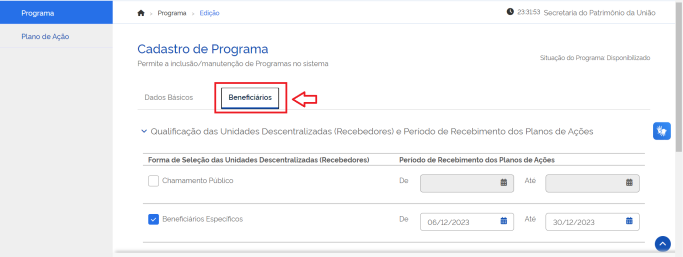 Programa
Programa › Edição
23:31:53 Secretaria do Patrimônio da União
Plano de Ação
Cadastro de Programa
Permite a inclusão/manutenção de Programas no sistema
Situação do Programa: Disponibilizado
Dados Básicos
Beneficiários
Qualificação das Unidades Descentralizadas (Recebedores) e Período de Recebimento dos Planos de Ações
Forma de Seleção das Unidades Descentralizadas (Recebedores) Período de Recebimento dos Planos de Ações
Chamamento Público De Até
Beneficiários Específicos De 06/12/2023 Até 30/12/2023